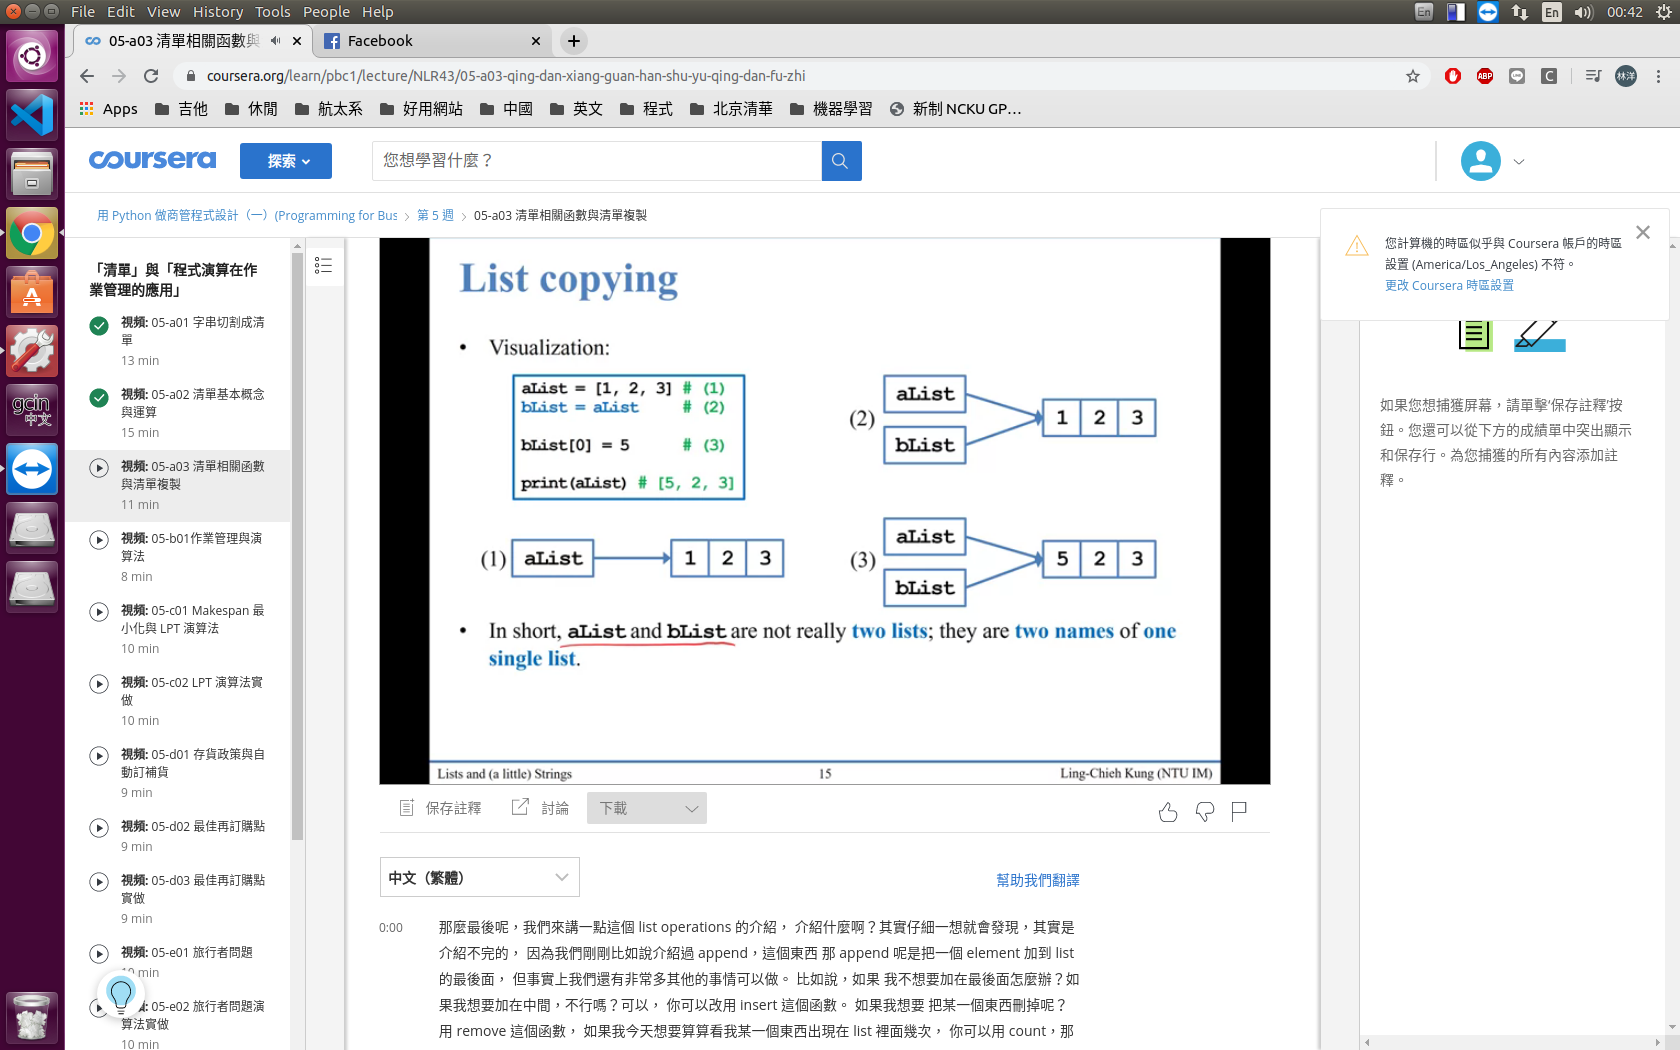 File Edit View History Tools People Help
En En 00:42
05-a03 清單相關函數與
Facebook
coursera.org/learn/pbc1/lecture/NLR43/05-a03-qing-dan-xiang-guan-han-shu-yu-qing-dan-fu-zhi
ABP C 林洋
Apps 吉他 休閒 航太系 好用網站 中國 英文 程式 北京清華 機器學習 新制 NCKU GP…
coursera 探索 您想學習什麼？
用 Python 做商管程式設計（一）(Programming for Bus 第 5 週 05-a03 清單相關函數與清單複製
您計算機的時區似乎與 Coursera 帳戶的時區
設置 (America/Los_Angeles) 不符。
更改 Coursera 時區設置
gcin
中文
「清單」與「程式演算在作
業管理的應用」
視頻: 05-a01 字串切割成清
單
13 min
視頻: 05-a02 清單基本概念
與運算
15 min
視頻: 05-a03 清單相關函數
與清單複製
11 min
視頻: 05-b01作業管理與演
算法
8 min
視頻: 05-c01 Makespan 最
小化與 LPT 演算法
10 min
視頻: 05-c02 LPT 演算法實
做
10 min
視頻: 05-d01 存貨政策與自
動訂補貨
9 min
視頻: 05-d02 最佳再訂購點
9 min
視頻: 05-d03 最佳再訂購點
實做
9 min
視頻: 05-e01 旅行者問題
min
05-e02 旅行者問題演
算法實做
10 min
List copying
• Visualization:
aList = [1, 2, 3] # (1)
bList = aList # (2)
bList[0] = 5 # (3)
print(aList) # [5, 2, 3]
(2) aList bList 1 2 3
(1) aList 1 2 3
(3) aList bList 5 2 3
• In short, aList and bList are not really two lists; they are two names of one
single list.
Lists and (a little) Strings 15 Ling-Chieh Kung (NTU IM)
保存註釋 討論 下載
中文（繁體） 幫助我們翻譯
0:00 那麼最後呢，我們來講一點這個 list operations 的介紹， 介紹什麼啊？其實仔細一想就會發現，其實是
介紹不完的， 因為我們剛剛比如說介紹過 append，這個東西 那 append 呢是把一個 element 加到 list
的最後面， 但事實上我們還有非常多其他的事情可以做。 比如說，如果 我不想要加在最後面怎麼辦？如
果我想要加在中間，不行嗎？可以， 你可以改用 insert 這個函數。 如果我想要 把某一個東西刪掉呢？
用 remove 這個函數， 如果我今天想要算算看我某一個東西出現在 list 裡面幾次， 你可以用 count，那
如果您想捕獲屏幕，請單擊‘保存註釋’按
鈕。您還可以從下方的成績單中突出顯示
和保存行。為您捕獲的所有內容添加註
釋。